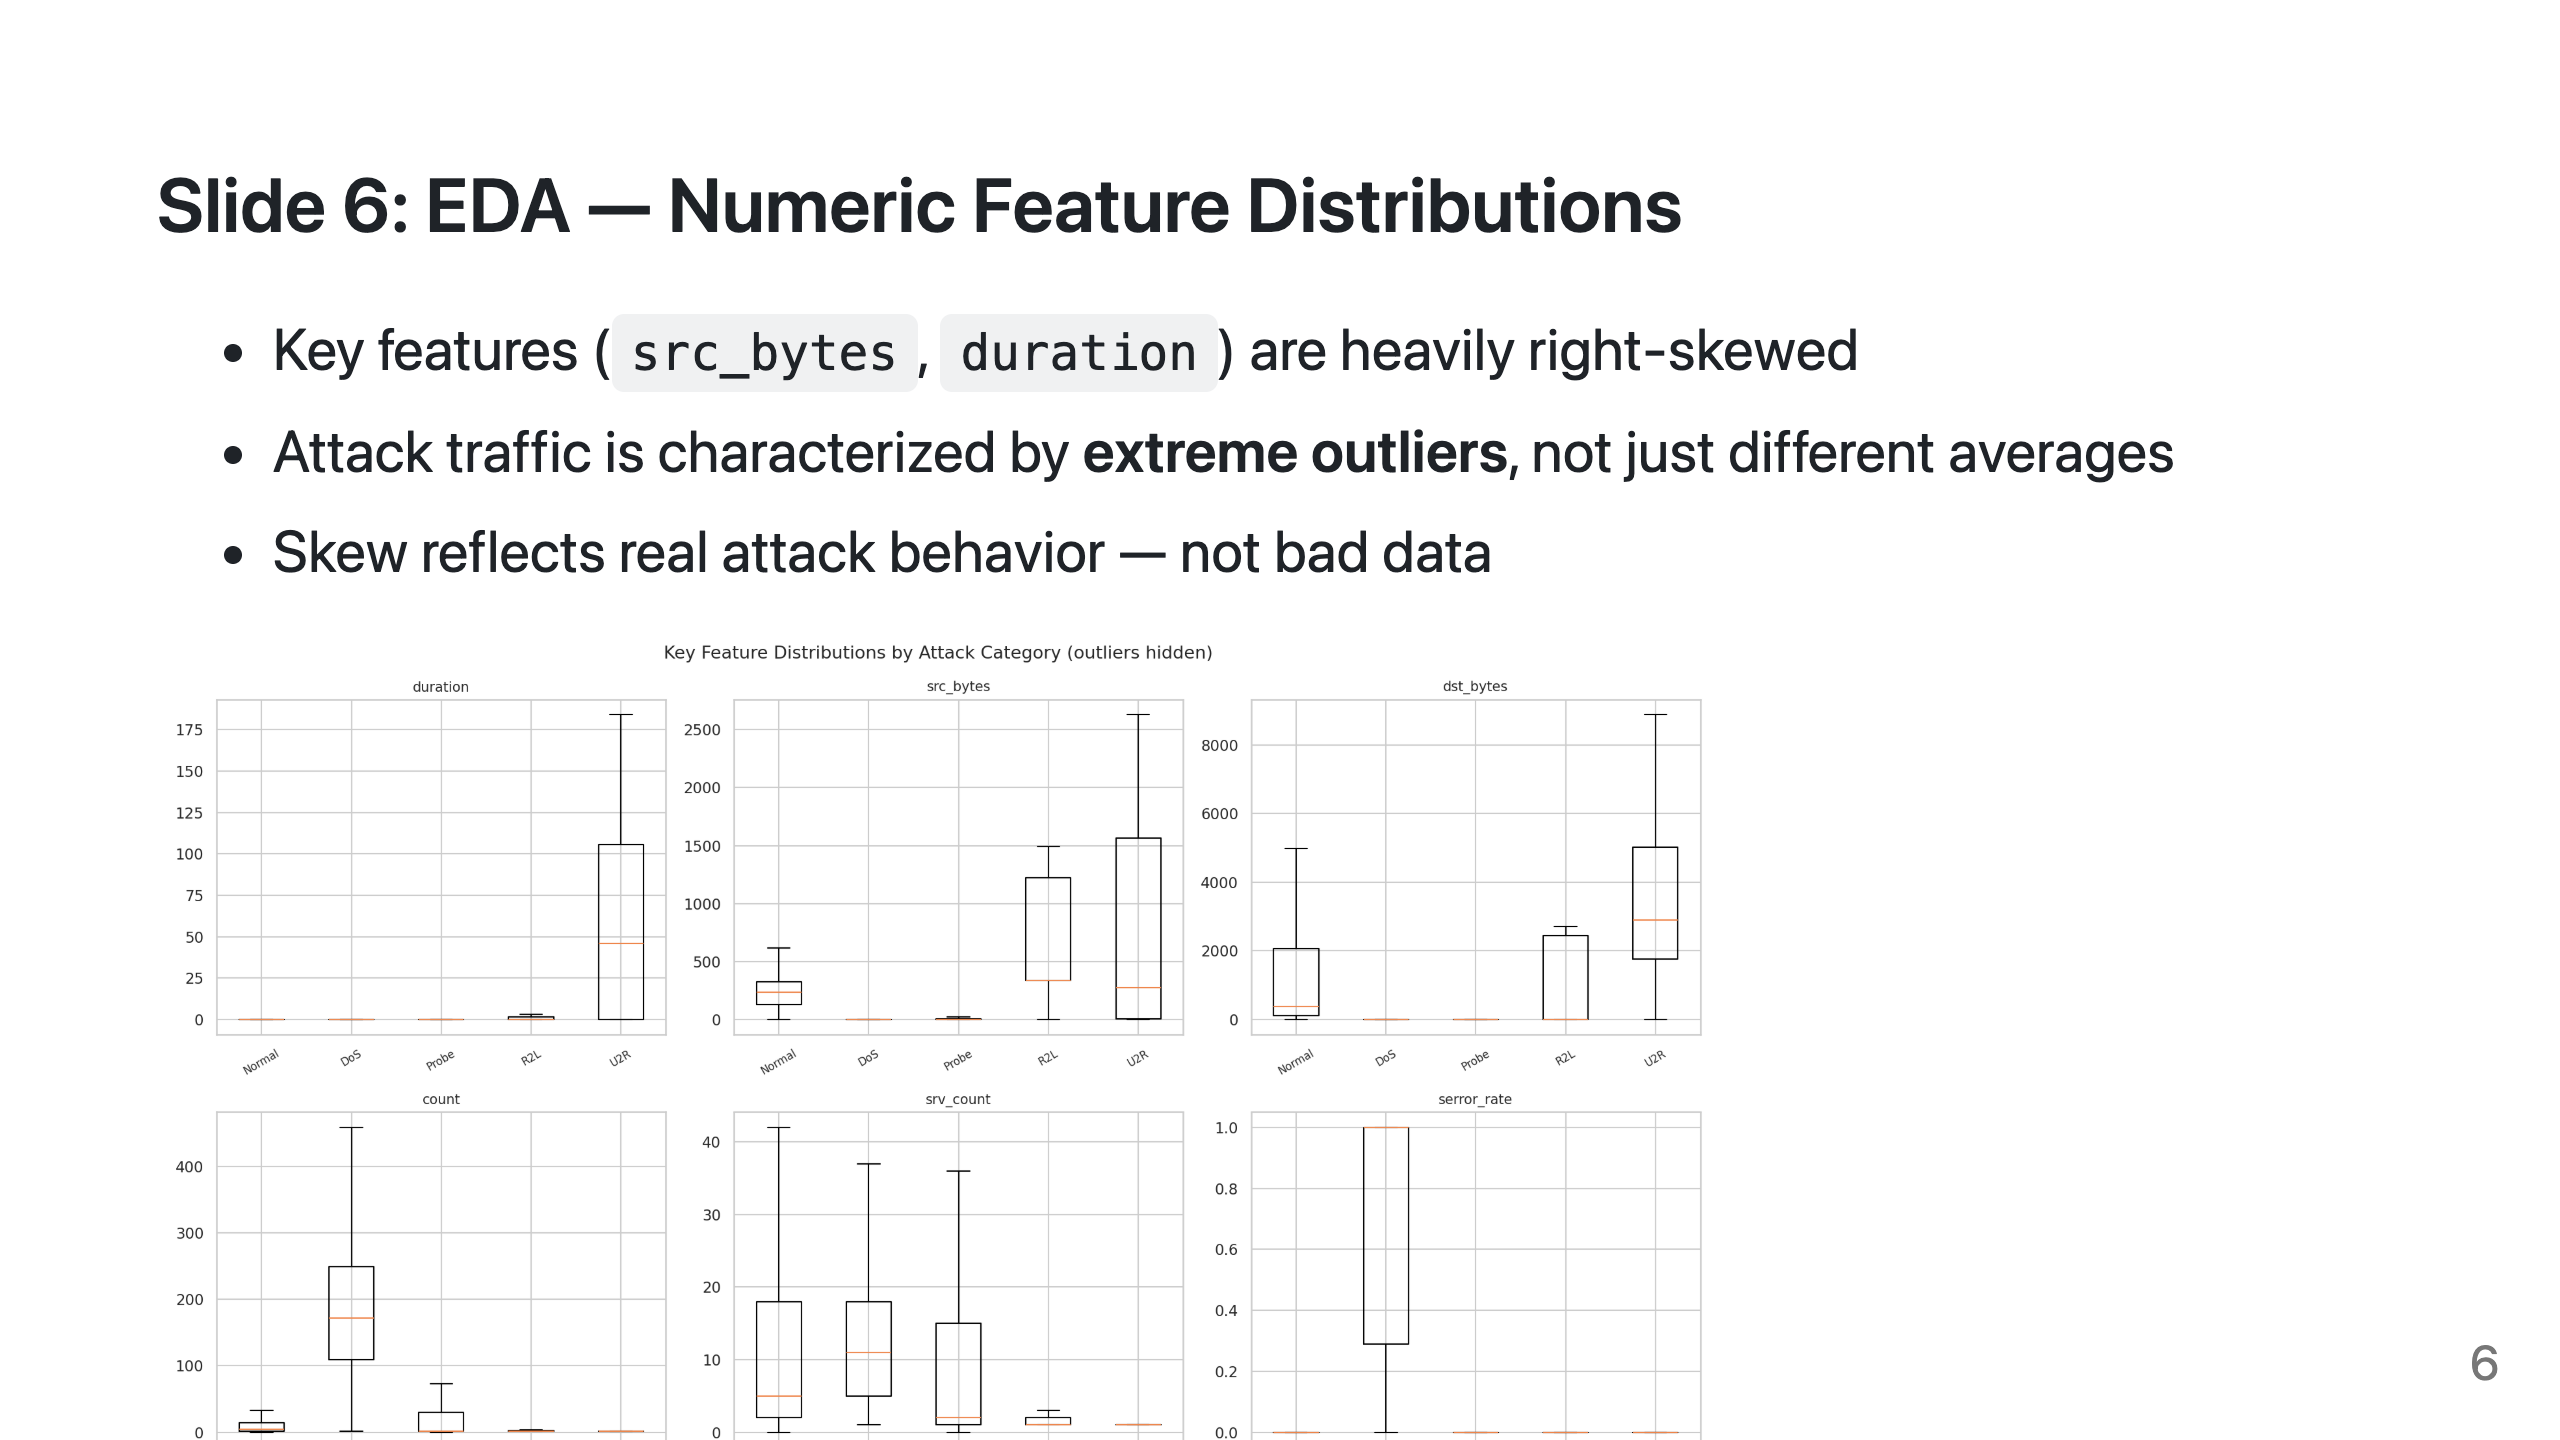 Slide 6: EDA — Numeric Feature Distributions
• Key features ( src_bytes , duration ) are heavily right-skewed
• Attack traffic is characterized by extreme outliers, not just different averages
• Skew reflects real attack behavior — not bad data
Key Feature Distributions by Attack Category (outliers hidden)
duration
175
150
125
100
75
50
25
0
Normal
DoS
Probe
R2L
U2R
src_bytes
2500
2000
1500
1000
500
0
Normal
DoS
Probe
R2L
U2R
dst_bytes
8000
6000
4000
2000
0
Normal
DoS
Probe
R2L
U2R
count
400
300
200
100
0
srv_count
40
30
20
10
0
serror_rate
1.0
0.8
0.6
0.4
0.2
0.0
6